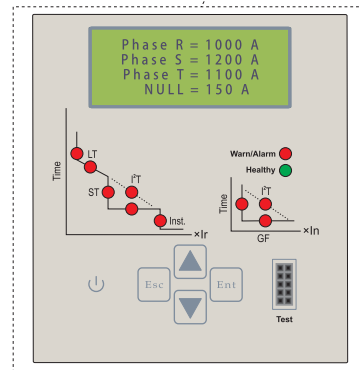 Phase R = 1000 A
Phase S = 1200 A
Phase T = 1100 A
NULL = 150 A
Time
LT
ST
I²T
Inst.
×Ir
Warn/Alarm
Healthy
Time
I²T
×In
GF
Esc
Ent
Test